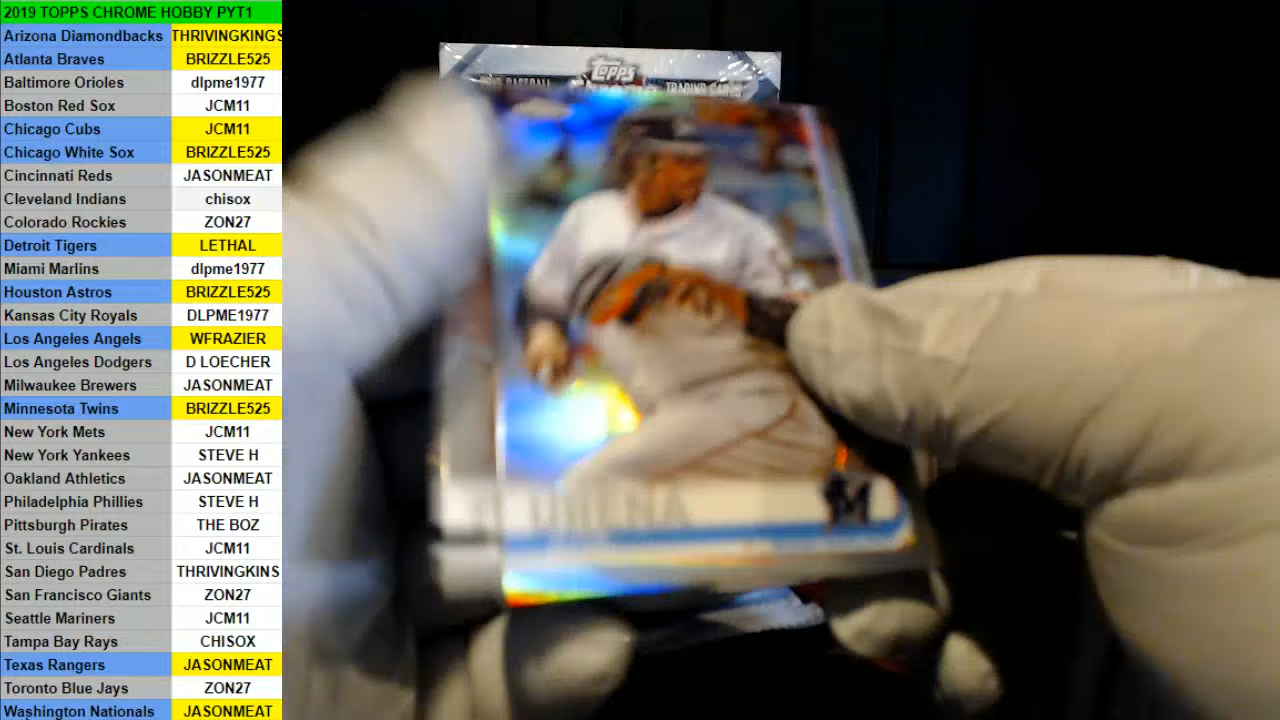 2019 TOPPS CHROME HOBBY PYT1
Arizona Diamondbacks THRIVINGKINGS
Atlanta Braves BRIZZLE525
Baltimore Orioles dlpme1977
Boston Red Sox JCM11
Chicago Cubs JCM11
Chicago White Sox BRIZZLE525
Cincinnati Reds JASONMEAT
Cleveland Indians chisox
Colorado Rockies ZON27
Detroit Tigers LETHAL
Miami Marlins dlpme1977
Houston Astros BRIZZLE525
Kansas City Royals DLPME1977
Los Angeles Angels WFRAZIER
Los Angeles Dodgers D LOECHER
Milwaukee Brewers JASONMEAT
Minnesota Twins BRIZZLE525
New York Mets JCM11
New York Yankees STEVE H
Oakland Athletics JASONMEAT
Philadelphia Phillies STEVE H
Pittsburgh Pirates THE BOZ
St. Louis Cardinals JCM11
San Diego Padres THRIVINGKINS
San Francisco Giants ZON27
Seattle Mariners JCM11
Tampa Bay Rays CHISOX
Texas Rangers JASONMEAT
Toronto Blue Jays ZON27
Washington Nationals JASONMEAT
Topps
BASEBALL TRADING CARDS
M